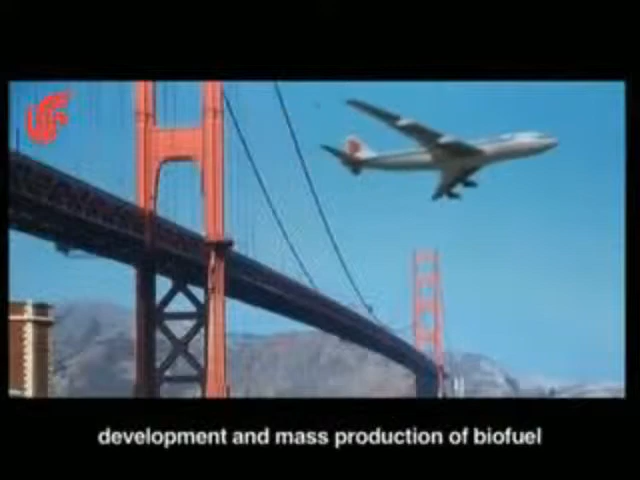 development and mass production of biofuel